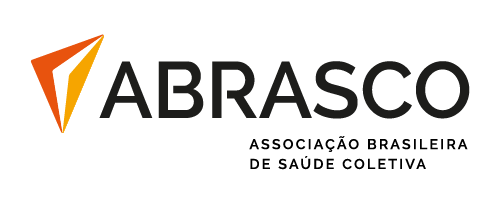 ABRASCO
ASSOCIAÇÃO BRASILEIRA
DE SAÚDE COLETIVA